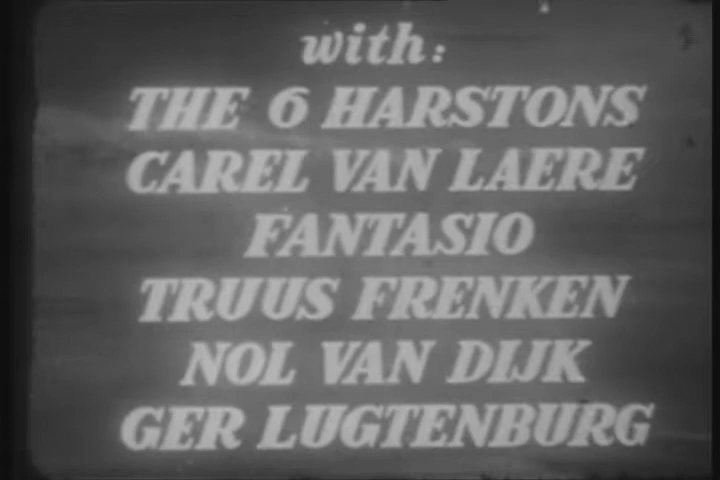 with:
THE 6 HARSTONS
CAREL VAN LAERE
FANTASIO
TRUUS FRENKEN
NOL VAN DIJK
GER LUGTENBURG